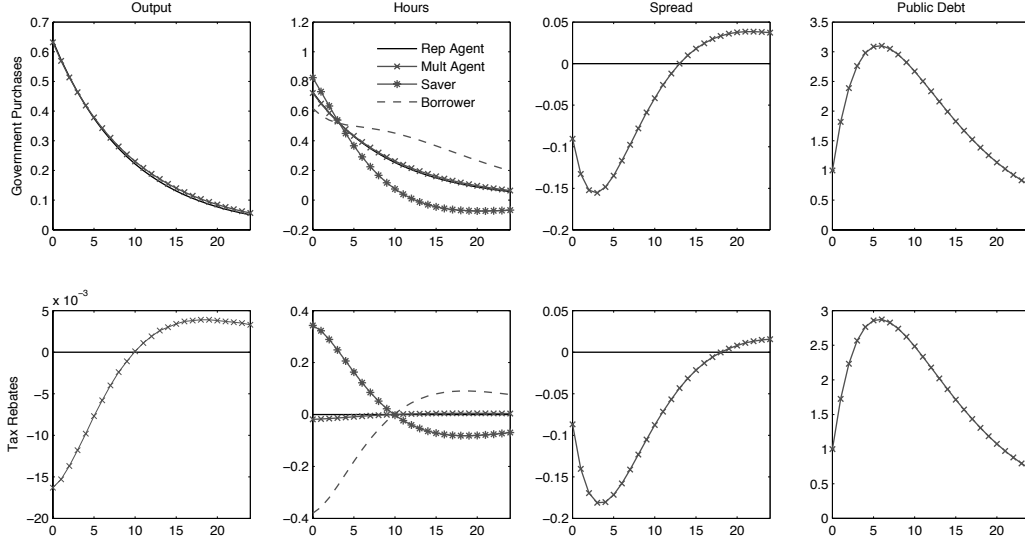 Output
Hours
Spread
Public Debt
Government Purchases
0.7
0.6
0.5
0.4
0.3
0.2
0.1
0
0 5 10 15 20
1.2
1
0.8
0.6
0.4
0.2
0
−0.2
0 5 10 15 20
Rep Agent
Mult Agent
Saver
Borrower
0.05
0
−0.05
−0.1
−0.15
−0.2
0 5 10 15 20
3.5
3
2.5
2
1.5
1
0.5
0
0 5 10 15 20
Tax Rebates
x 10−3
5
0
−5
−10
−15
−20
0 5 10 15 20
0.4
0.2
0
−0.2
−0.4
0 5 10 15 20
0.05
0
−0.05
−0.1
−0.15
−0.2
0 5 10 15 20
3
2.5
2
1.5
1
0.5
0
0 5 10 15 20